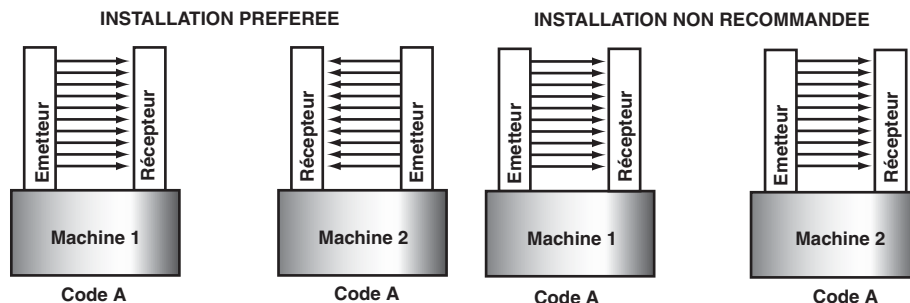 INSTALLATION PREFEREE
INSTALLATION NON RECOMMANDEE
Emetteur
Récepteur
Récepteur
Emetteur
Emetteur
Récepteur
Emetteur
Récepteur
Machine 1
Machine 2
Machine 1
Machine 2
Code A
Code A
Code A
Code A